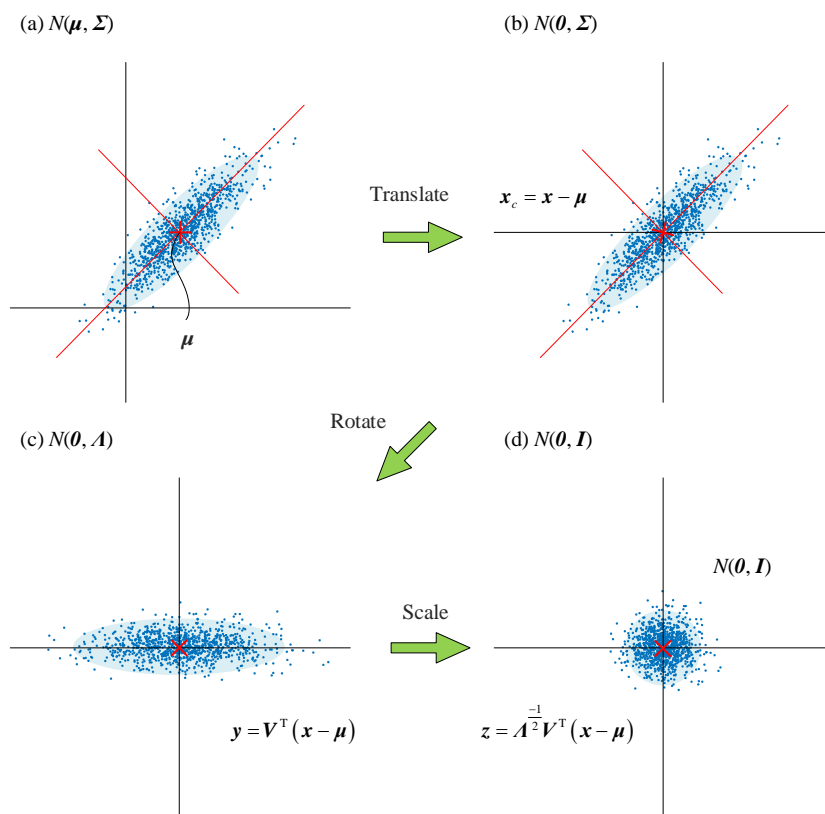 (a) N(μ, Σ)
(b) N(0, Σ)
Translate
x_c = x − μ
μ
Rotate
(c) N(0, Λ)
(d) N(0, I)
N(0, I)
Scale
y = V^T (x − μ)
z = Λ^(-1/2) V^T (x − μ)